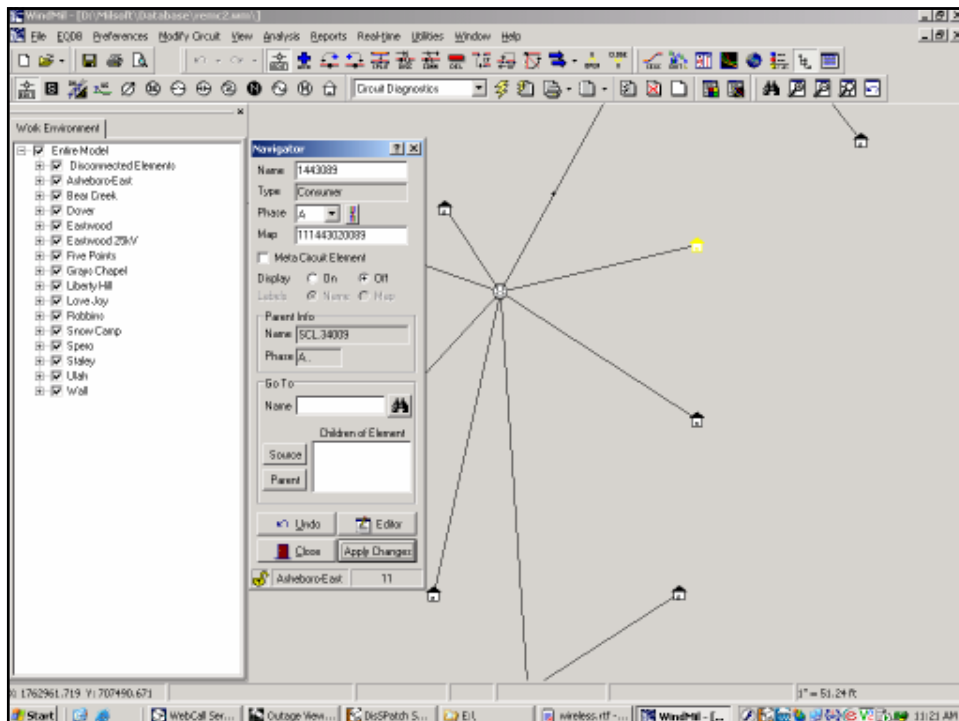 WindMil - [D:\Milsoft\Database\remc2.wm\]
File EQDB Preferences Modify Circuit View Analysis Reports Real-time Utilities Window Help
Circuit Diagnostics
Work Environment
Entire Model
Disconnected Elements
Asheboro-East
Bear Creek
Dover
Eastwood
Eastwood 25kV
Five Points
Grays Chapel
Liberty Hill
Love Joy
Robbins
Snow Camp
Spero
Staley
Ulah
Wall
Navigator
Name 1443089
Type Consumer
Phase A
Map 111443020089
Meta Circuit Element
Display On Off
Labels Name Map
Parent Info
Name SCL.34009
Phase A..
Go To
Name
Children of Element
Source
Parent
Undo Editor
Close Apply Changes
Asheboro-East 11
X: 1762961.719 Y: 707490.671 1" = 51.24 ft
Start WebCall Ser... Outage View... DisSPatch S... E:\ wireless.rtf -... WindMil - [... 11:21 AM